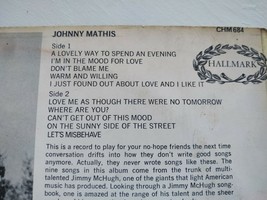 JOHNNY MATHIS
CHM 684
HALLMARK
Side 1
A LOVELY WAY TO SPEND AN EVENING
I'M IN THE MOOD FOR LOVE
DON'T BLAME ME
WARM AND WILLING
I JUST FOUND OUT ABOUT LOVE AND I LIKE IT
Side 2
LOVE ME AS THOUGH THERE WERE NO TOMORROW
WHERE ARE YOU?
CAN'T GET OUT OF THIS MOOD
ON THE SUNNY SIDE OF THE STREET
LET'S MISBEHAVE
This is a record to play for your no-hope friends the next time
conversation drifts into how they don't write good songs
anymore. Actually, they never wrote songs like these. The
nine songs in this album come from the trunk of multi-
talented Jimmy McHugh, one of the giants that light American
music has produced. Looking through a Jimmy McHugh song-
book, one is amazed at the range of his talent and the sheer